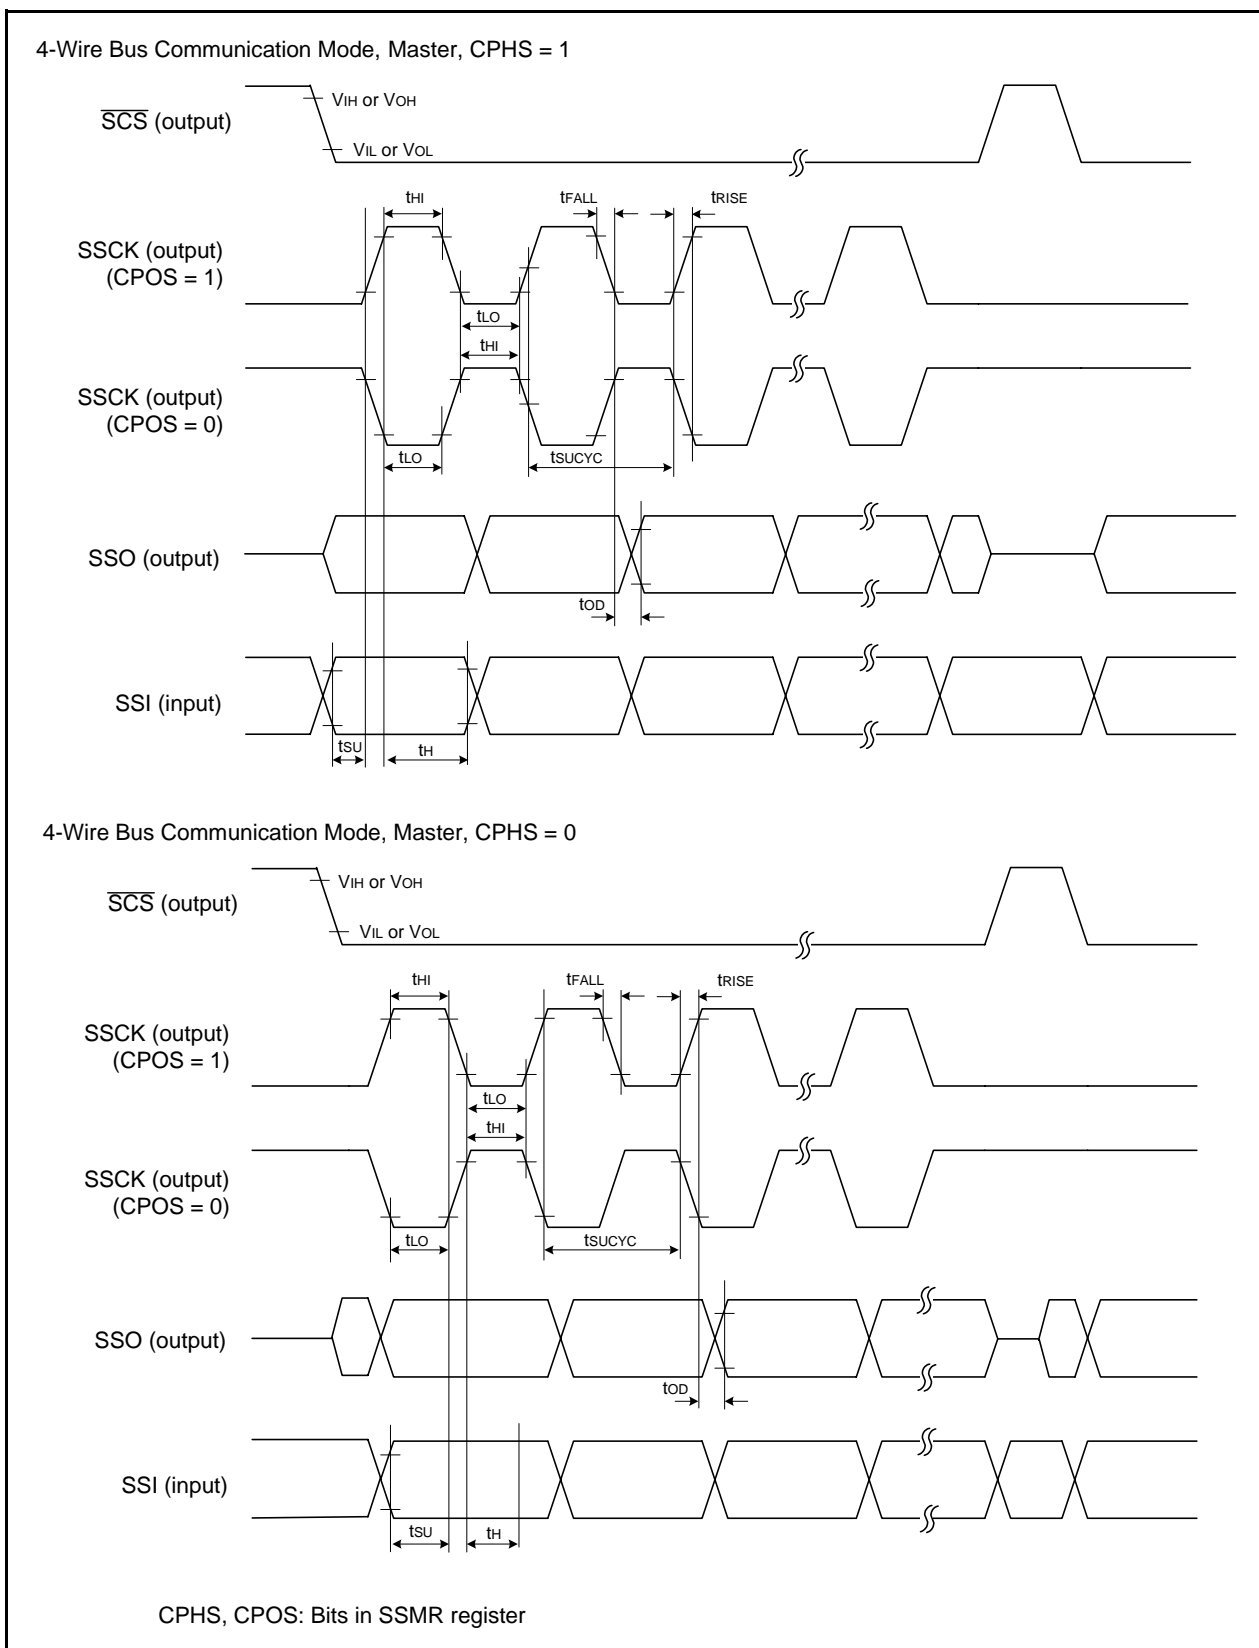 4-Wire Bus Communication Mode, Master, CPHS = 1
VIH or VOH
SCS (output)
VIL or VOL
tHI
tFALL
tRISE
SSCK (output)
(CPOS = 1)
tLO
tHI
SSCK (output)
(CPOS = 0)
tLO
tSUCYC
SSO (output)
tOD
SSI (input)
tSU
tH
4-Wire Bus Communication Mode, Master, CPHS = 0
VIH or VOH
SCS (output)
VIL or VOL
tHI
tFALL
tRISE
SSCK (output)
(CPOS = 1)
tLO
tHI
SSCK (output)
(CPOS = 0)
tLO
tSUCYC
SSO (output)
tOD
SSI (input)
tSU
tH
CPHS, CPOS: Bits in SSMR register